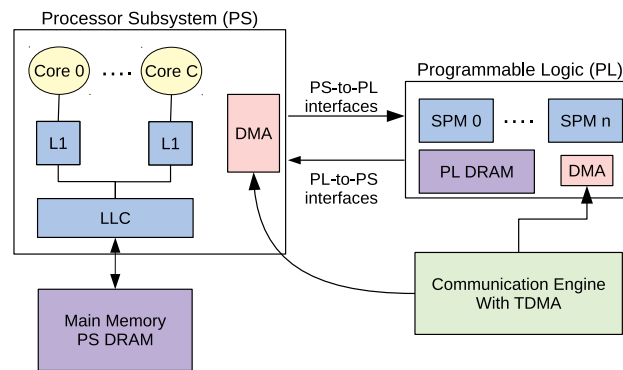 Processor Subsystem (PS)
Core 0
....
Core C
L1
L1
DMA
LLC
Main Memory
PS DRAM
PS-to-PL
interfaces
PL-to-PS
interfaces
Programmable Logic (PL)
SPM 0
....
SPM n
PL DRAM
DMA
Communication Engine
With TDMA